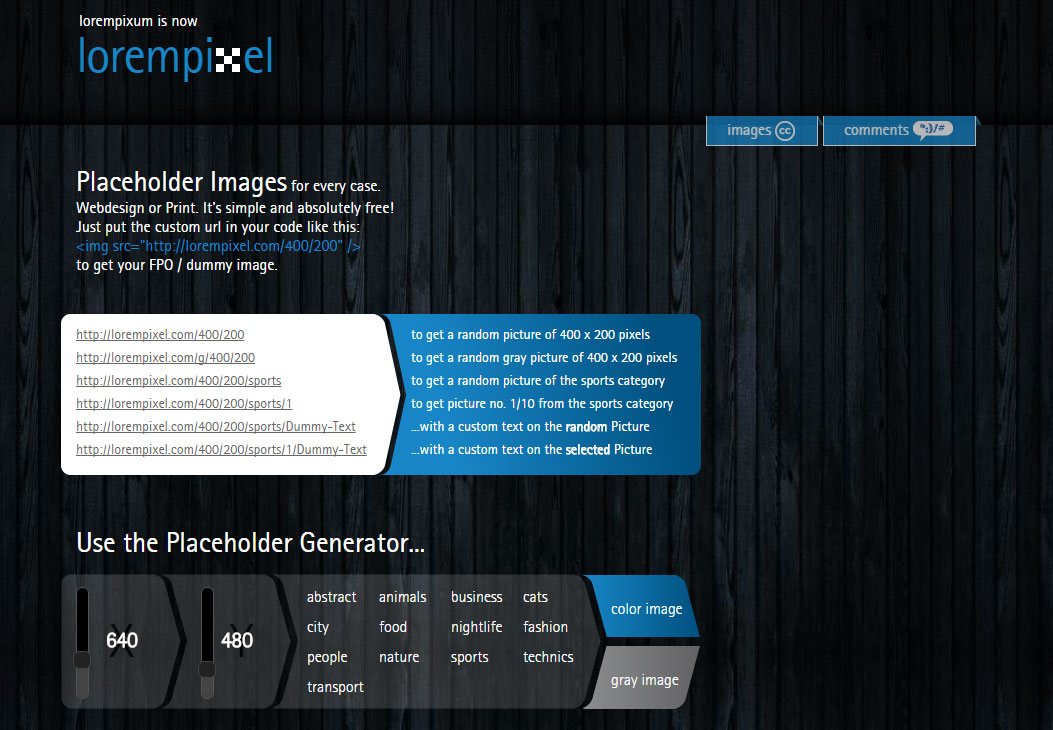 lorempixum is now
lorempixel
images cc
comments %:)/#
Placeholder Images for every case.
Webdesign or Print. It's simple and absolutely free!
Just put the custom url in your code like this:
<img src="http://lorempixel.com/400/200" />
to get your FPO / dummy image.
http://lorempixel.com/400/200 to get a random picture of 400 x 200 pixels
http://lorempixel.com/g/400/200 to get a random gray picture of 400 x 200 pixels
http://lorempixel.com/400/200/sports to get a random picture of the sports category
http://lorempixel.com/400/200/sports/1 to get picture no. 1/10 from the sports category
http://lorempixel.com/400/200/sports/Dummy-Text ...with a custom text on the random Picture
http://lorempixel.com/400/200/sports/1/Dummy-Text ...with a custom text on the selected Picture
Use the Placeholder Generator...
X 640
Y 480
abstract animals business cats
city food nightlife fashion
people nature sports technics
transport
color image
gray image